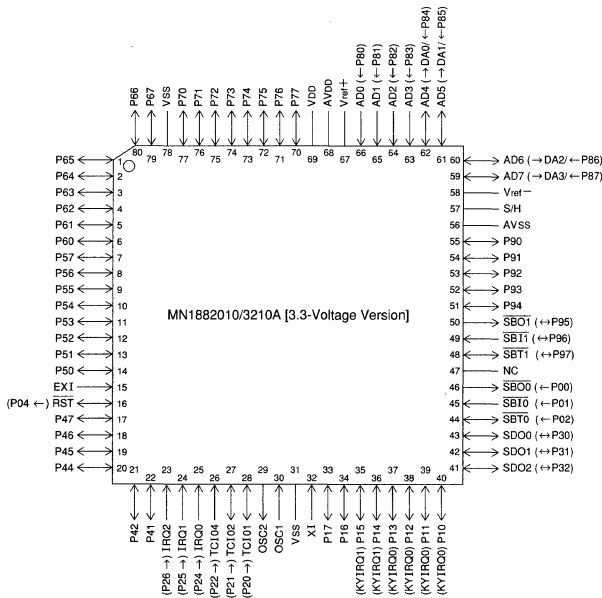 P66
P67
VSS
P70
P71
P72
P73
P74
P75
P76
P77
VDD
AVDD
Vref+
AD0 (←P80)
AD1 (←P81)
AD2 (←P82)
AD3 (←P83)
AD4 (→DA0/←P84)
AD5 (→DA1/←P85)
80 79 78 77 76 75 74 73 72 71 70 69 68 67 66 65 64 63 62 61
P65 1
P64 2
P63 3
P62 4
P61 5
P60 6
P57 7
P56 8
P55 9
P54 10
P53 11
P52 12
P51 13
P50 14
EXI 15
(P04 ←) R̅S̅T̅ 16
P47 17
P46 18
P45 19
P44 20
MN1882010/3210A [3.3-Voltage Version]
60 AD6 (→DA2/←P86)
59 AD7 (→DA3/←P87)
58 Vref−
57 S/H
56 AVSS
55 P90
54 P91
53 P92
52 P93
51 P94
50 S̅B̅O̅1̅ (↔P95)
49 S̅B̅I̅1̅ (↔P96)
48 S̅B̅T̅1̅ (↔P97)
47 NC
46 S̅B̅O̅0̅ (←P00)
45 S̅B̅I̅0̅ (←P01)
44 S̅B̅T̅0̅ (←P02)
43 SDO0 (↔P30)
42 SDO1 (↔P31)
41 SDO2 (↔P32)
21 22 23 24 25 26 27 28 29 30 31 32 33 34 35 36 37 38 39 40
P42
P41
(P26 →) IRQ2
(P25 →) IRQ1
(P24 →) IRQ0
(P22 →) TCI04
(P21 →) TCI02
(P20 →) TCI01
OSC2
OSC1
VSS
XI
P17
P16
(KYIRQ1) P15
(KYIRQ1) P14
(KYIRQ0) P13
(KYIRQ0) P12
(KYIRQ0) P11
(KYIRQ0) P10